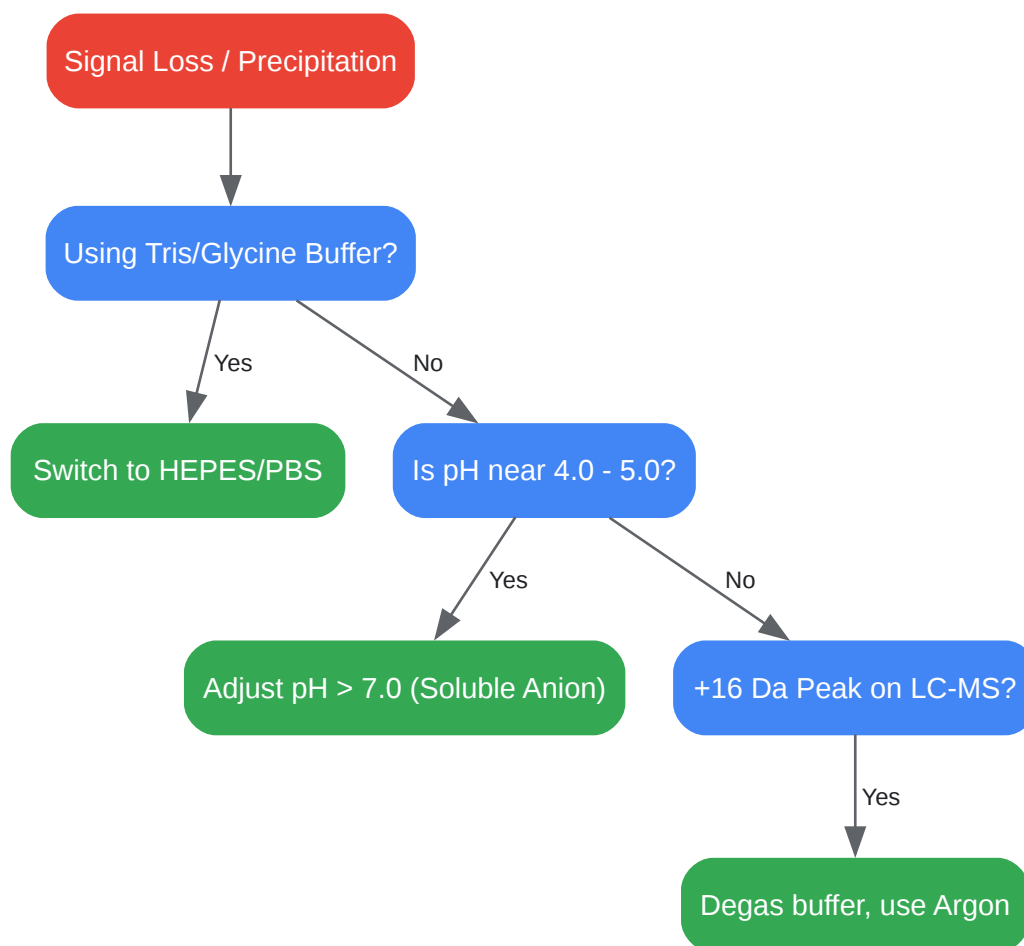 Signal Loss / Precipitation
Using Tris/Glycine Buffer?
Yes
No
Switch to HEPES/PBS
Is pH near 4.0 - 5.0?
Yes
No
Adjust pH > 7.0 (Soluble Anion)
+16 Da Peak on LC-MS?
Yes
Degas buffer, use Argon